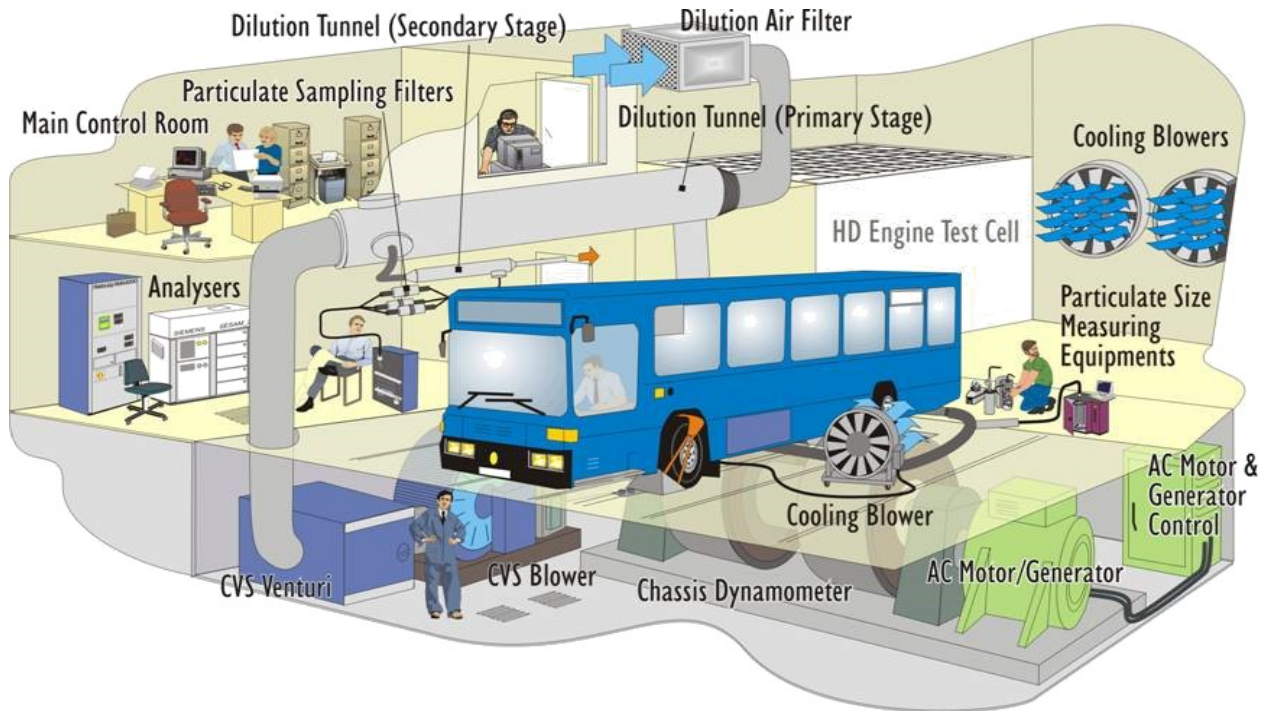 Dilution Tunnel (Secondary Stage)
Dilution Air Filter
Particulate Sampling Filters
Main Control Room
Dilution Tunnel (Primary Stage)
Cooling Blowers
HD Engine Test Cell
Analysers
SIEMENS SESAM
Particulate Size
Measuring
Equipments
AC Motor &
Generator
Control
Cooling Blower
CVS Venturi
CVS Blower
Chassis Dynamometer
AC Motor/Generator